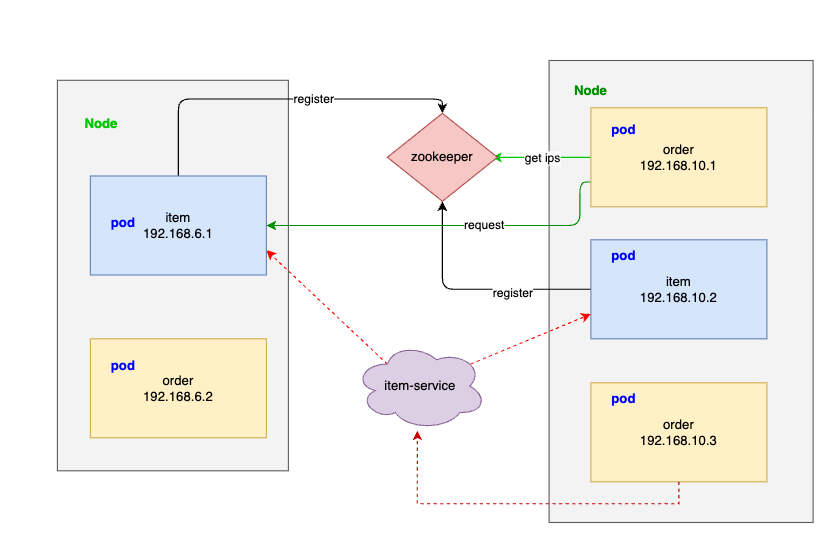 Node
register
pod
item
192.168.6.1
pod
order
192.168.6.2
zookeeper
get ips
request
register
item-service
Node
pod
order
192.168.10.1
pod
item
192.168.10.2
pod
order
192.168.10.3